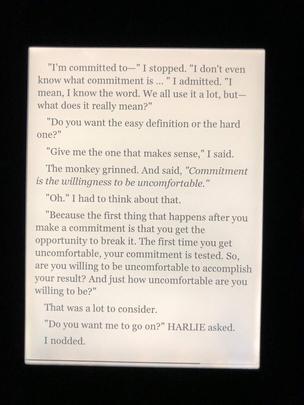 "I'm committed to—" I stopped. "I don't even
know what commitment is ... " I admitted. "I
mean, I know the word. We all use it a lot, but—
what does it really mean?"
"Do you want the easy definition or the hard
one?"
"Give me the one that makes sense," I said.
The monkey grinned. And said, "Commitment
is the willingness to be uncomfortable."
"Oh." I had to think about that.
"Because the first thing that happens after you
make a commitment is that you get the
opportunity to break it. The first time you get
uncomfortable, your commitment is tested. So,
are you willing to be uncomfortable to accomplish
your result? And just how uncomfortable are you
willing to be?"
That was a lot to consider.
"Do you want me to go on?" HARLIE asked.
I nodded.